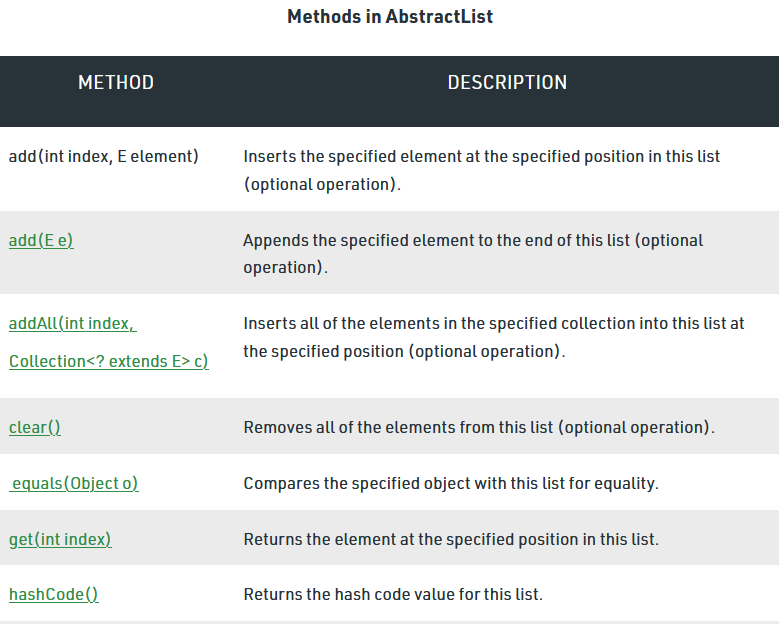 Methods in AbstractList
METHOD DESCRIPTION
add(int index, E element) Inserts the specified element at the specified position in this list
(optional operation).
add(E e) Appends the specified element to the end of this list (optional
operation).
addAll(int index, Inserts all of the elements in the specified collection into this list at
Collection<? extends E> c) the specified position (optional operation).
clear() Removes all of the elements from this list (optional operation).
equals(Object o) Compares the specified object with this list for equality.
get(int index) Returns the element at the specified position in this list.
hashCode() Returns the hash code value for this list.